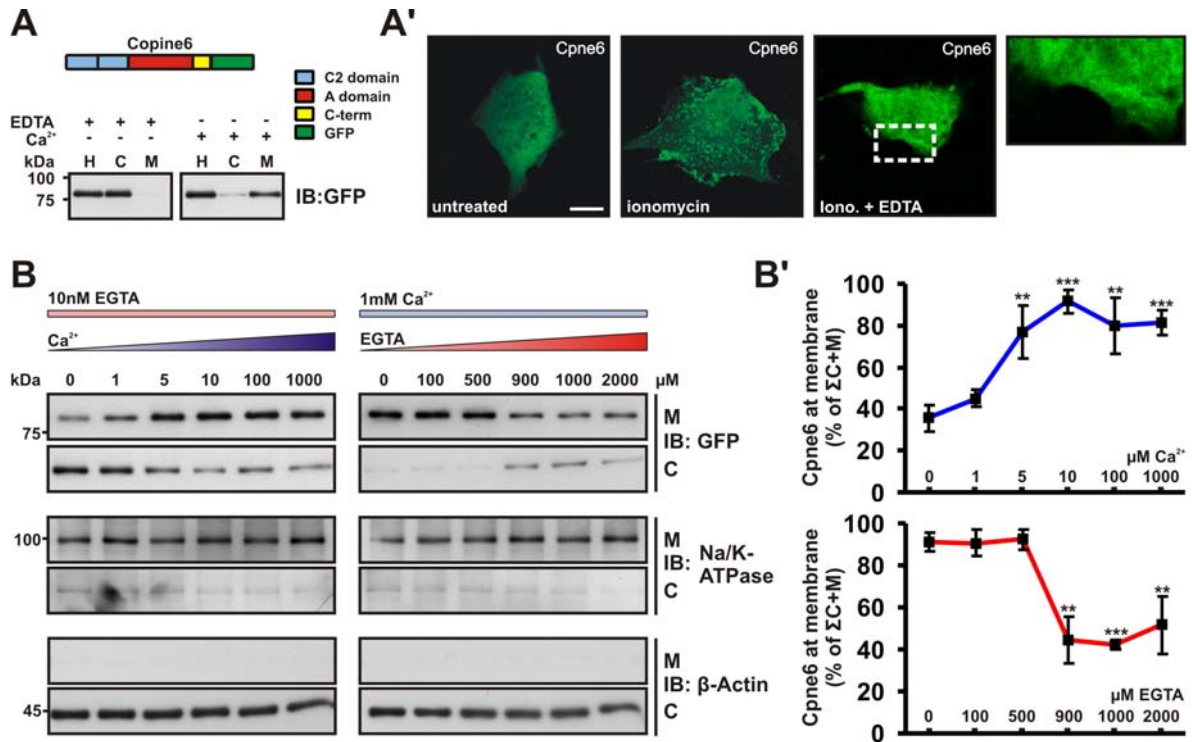 A
Copine6
C2 domain
A domain
C-term
GFP
EDTA + + + - - -
Ca²⁺ - - - + + +
kDa H C M H C M
100
75
IB:GFP
A'
Cpne6
untreated
Cpne6
ionomycin
Cpne6
Iono. + EDTA
B
10nM EGTA
1mM Ca²⁺
Ca²⁺
EGTA
kDa 0 1 5 10 100 1000 0 100 500 900 1000 2000 µM
75
M
IB: GFP
C
100
M
IB: Na/K-
ATPase
C
M
IB: β-Actin
45
C
B'
Cpne6 at membrane
(% of ΣC+M)
100
80
60
40
20
0
** *** ** ***
µM Ca²⁺
0 1 5 10 100 1000
Cpne6 at membrane
(% of ΣC+M)
100
80
60
40
20
0
** *** **
µM EGTA
0 100 500 900 1000 2000